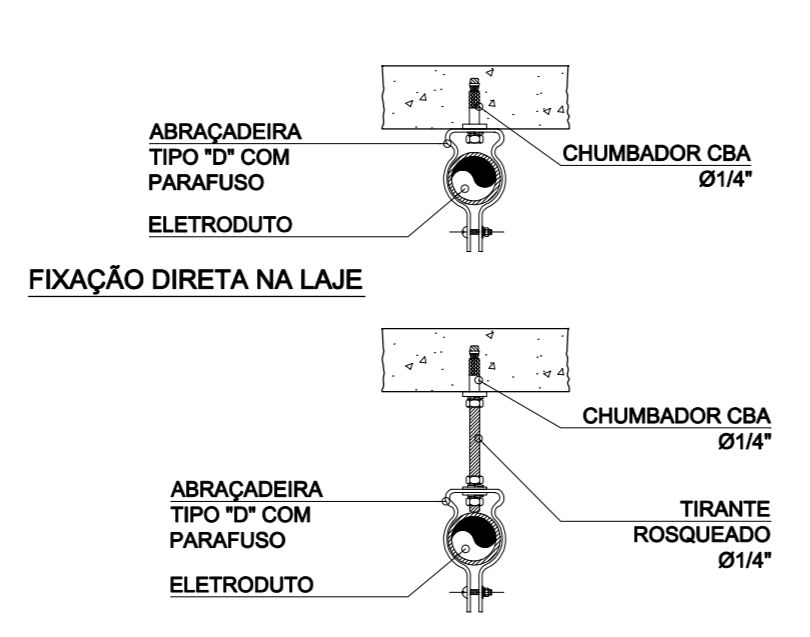 ABRAÇADEIRA
TIPO "D" COM
PARAFUSO
ELETRODUTO
CHUMBADOR CBA
Ø1/4"
FIXAÇÃO DIRETA NA LAJE
CHUMBADOR CBA
Ø1/4"
ABRAÇADEIRA
TIPO "D" COM
PARAFUSO
ELETRODUTO
TIRANTE
ROSQUEADO
Ø1/4"